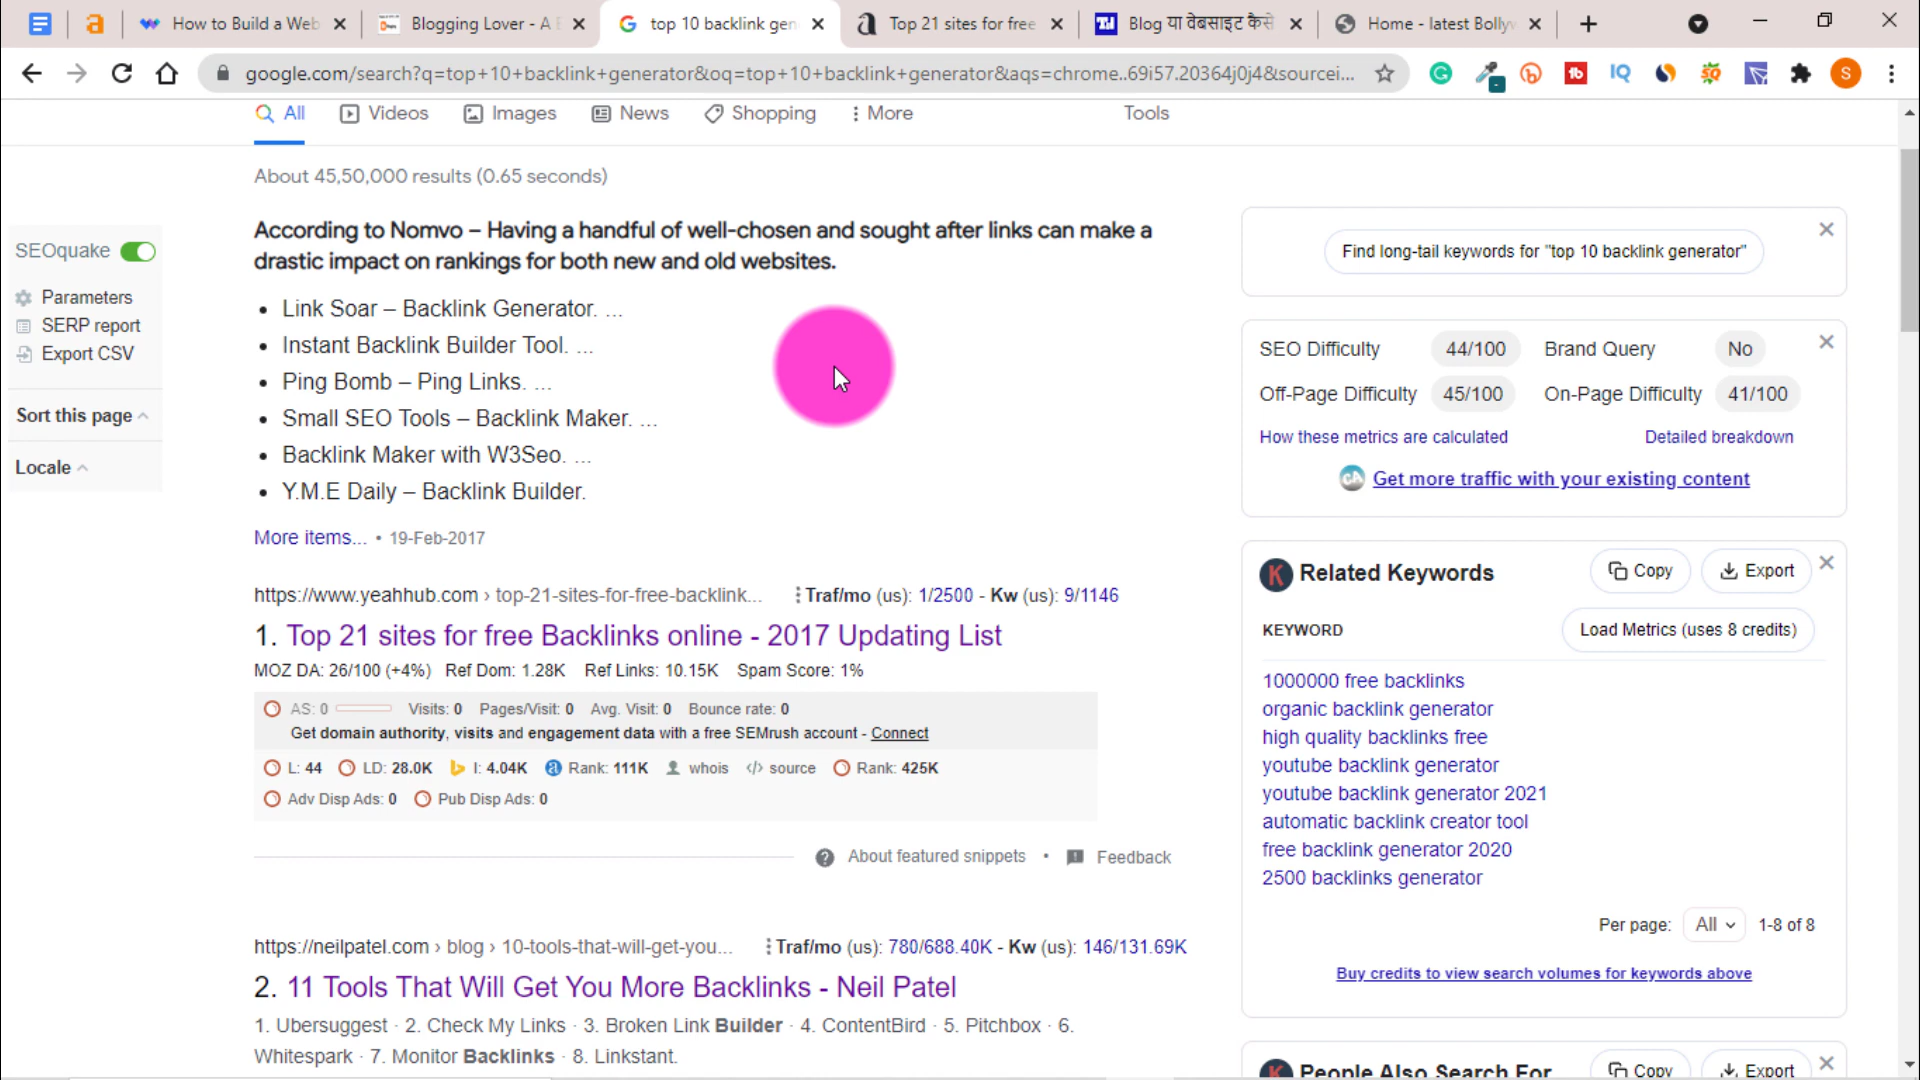 How to Build a Web
Blogging Lover - A B
top 10 backlink gen
Top 21 sites for free
Blog या वेबसाइट कैसे
Home - latest Bollyw
google.com/search?q=top+10+backlink+generator&oq=top+10+backlink+generator&aqs=chrome..69i57.20364j0j4&sourcei...
S
All
Videos
Images
News
Shopping
More
Tools
About 45,50,000 results (0.65 seconds)
SEOquake
Parameters
SERP report
Export CSV
Sort this page
Locale
According to Nomvo – Having a handful of well-chosen and sought after links can make a
drastic impact on rankings for both new and old websites.
• Link Soar – Backlink Generator. ...
• Instant Backlink Builder Tool. ...
• Ping Bomb – Ping Links. ...
• Small SEO Tools – Backlink Maker. ...
• Backlink Maker with W3Seo. ...
• Y.M.E Daily – Backlink Builder.
More items... • 19-Feb-2017
https://www.yeahhub.com › top-21-sites-for-free-backlink... Traf/mo (us): 1/2500 - Kw (us): 9/1146
1. Top 21 sites for free Backlinks online - 2017 Updating List
MOZ DA: 26/100 (+4%) Ref Dom: 1.28K Ref Links: 10.15K Spam Score: 1%
AS: 0 Visits: 0 Pages/Visit: 0 Avg. Visit: 0 Bounce rate: 0
Get domain authority, visits and engagement data with a free SEMrush account - Connect
L: 44 LD: 28.0K I: 4.04K Rank: 111K whois </> source Rank: 425K
Adv Disp Ads: 0 Pub Disp Ads: 0
About featured snippets • Feedback
https://neilpatel.com › blog › 10-tools-that-will-get-you... Traf/mo (us): 780/688.40K - Kw (us): 146/131.69K
2. 11 Tools That Will Get You More Backlinks - Neil Patel
1. Ubersuggest · 2. Check My Links · 3. Broken Link Builder · 4. ContentBird · 5. Pitchbox · 6.
Whitespark · 7. Monitor Backlinks · 8. Linkstant.
Find long-tail keywords for "top 10 backlink generator"
SEO Difficulty 44/100 Brand Query No
Off-Page Difficulty 45/100 On-Page Difficulty 41/100
How these metrics are calculated Detailed breakdown
Get more traffic with your existing content
K Related Keywords Copy Export
KEYWORD Load Metrics (uses 8 credits)
1000000 free backlinks
organic backlink generator
high quality backlinks free
youtube backlink generator
youtube backlink generator 2021
automatic backlink creator tool
free backlink generator 2020
2500 backlinks generator
Per page: All 1-8 of 8
Buy credits to view search volumes for keywords above
K People Also Search For Copy Export